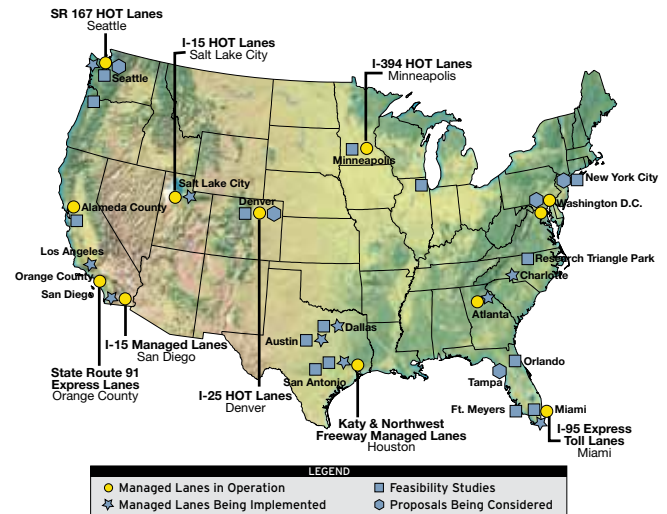 SR 167 HOT Lanes
Seattle
I-15 HOT Lanes
Salt Lake City
I-394 HOT Lanes
Minneapolis
Seattle
Minneapolis
New York City
Salt Lake City
Denver
Washington D.C.
Alameda County
Los Angeles
Research Triangle Park
Orange County
Charlotte
San Diego
Atlanta
Dallas
Austin
I-15 Managed Lanes
San Diego
Orlando
State Route 91
Express Lanes
Orange County
San Antonio
Tampa
I-25 HOT Lanes
Denver
Ft. Meyers
Miami
Katy & Northwest
Freeway Managed Lanes
Houston
I-95 Express
Toll Lanes
Miami
LEGEND
Managed Lanes in Operation
Feasibility Studies
Managed Lanes Being Implemented
Proposals Being Considered